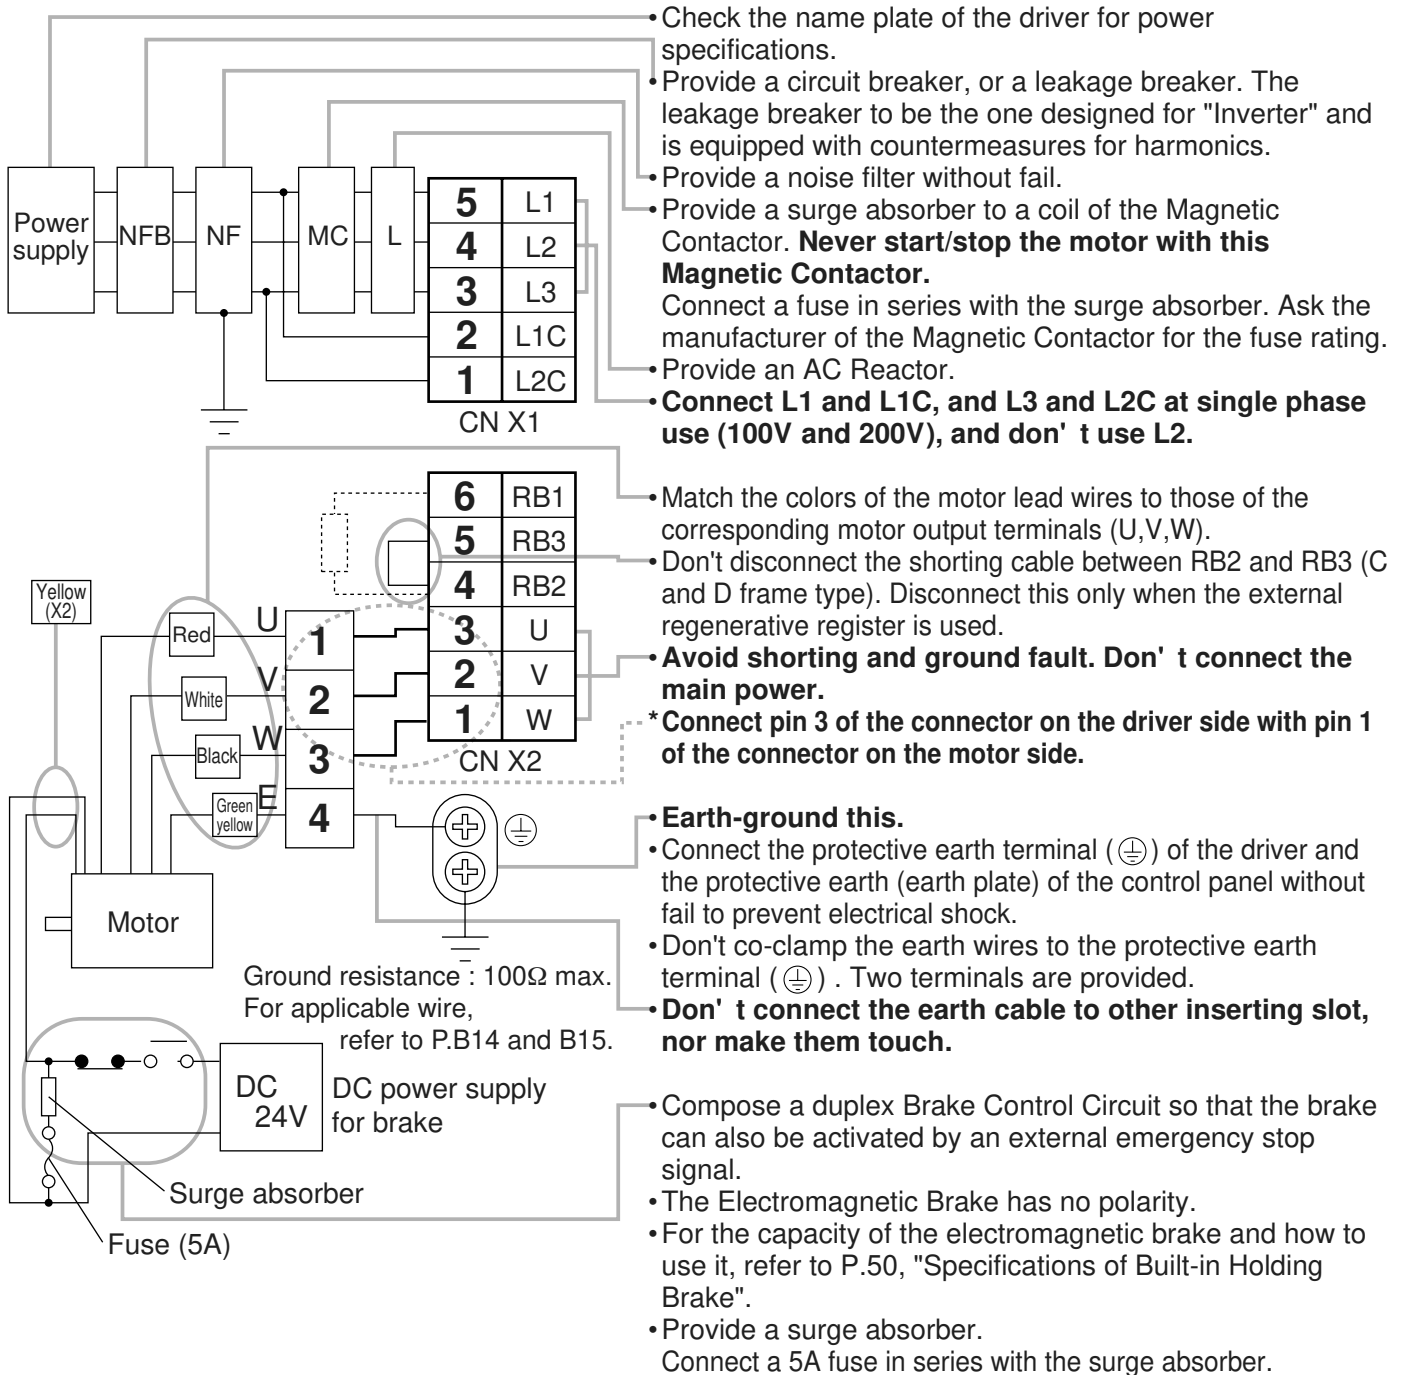 •Check the name plate of the driver for power
specifications.
•Provide a circuit breaker, or a leakage breaker. The
leakage breaker to be the one designed for "Inverter" and
is equipped with countermeasures for harmonics.
•Provide a noise filter without fail.
•Provide a surge absorber to a coil of the Magnetic
Contactor. Never start/stop the motor with this
Magnetic Contactor.
Connect a fuse in series with the surge absorber. Ask the
manufacturer of the Magnetic Contactor for the fuse rating.
•Provide an AC Reactor.
•Connect L1 and L1C, and L3 and L2C at single phase
use (100V and 200V), and don' t use L2.
Power
supply
NFB
NF
MC
L
5 L1
4 L2
3 L3
2 L1C
1 L2C
CN X1
•Match the colors of the motor lead wires to those of the
corresponding motor output terminals (U,V,W).
•Don't disconnect the shorting cable between RB2 and RB3 (C
and D frame type). Disconnect this only when the external
regenerative register is used.
•Avoid shorting and ground fault. Don' t connect the
main power.
*Connect pin 3 of the connector on the driver side with pin 1
of the connector on the motor side.
6 RB1
5 RB3
4 RB2
3 U
2 V
1 W
CN X2
Yellow
(X2)
Red U 1
White V 2
Black W 3
Green
yellow
E 4
Motor
•Earth-ground this.
•Connect the protective earth terminal (⏚) of the driver and
the protective earth (earth plate) of the control panel without
fail to prevent electrical shock.
•Don't co-clamp the earth wires to the protective earth
terminal (⏚) . Two terminals are provided.
•Don' t connect the earth cable to other inserting slot,
nor make them touch.
Ground resistance : 100Ω max.
For applicable wire,
refer to P.B14 and B15.
DC
24V
DC power supply
for brake
Surge absorber
Fuse (5A)
•Compose a duplex Brake Control Circuit so that the brake
can also be activated by an external emergency stop
signal.
•The Electromagnetic Brake has no polarity.
•For the capacity of the electromagnetic brake and how to
use it, refer to P.50, "Specifications of Built-in Holding
Brake".
•Provide a surge absorber.
Connect a 5A fuse in series with the surge absorber.